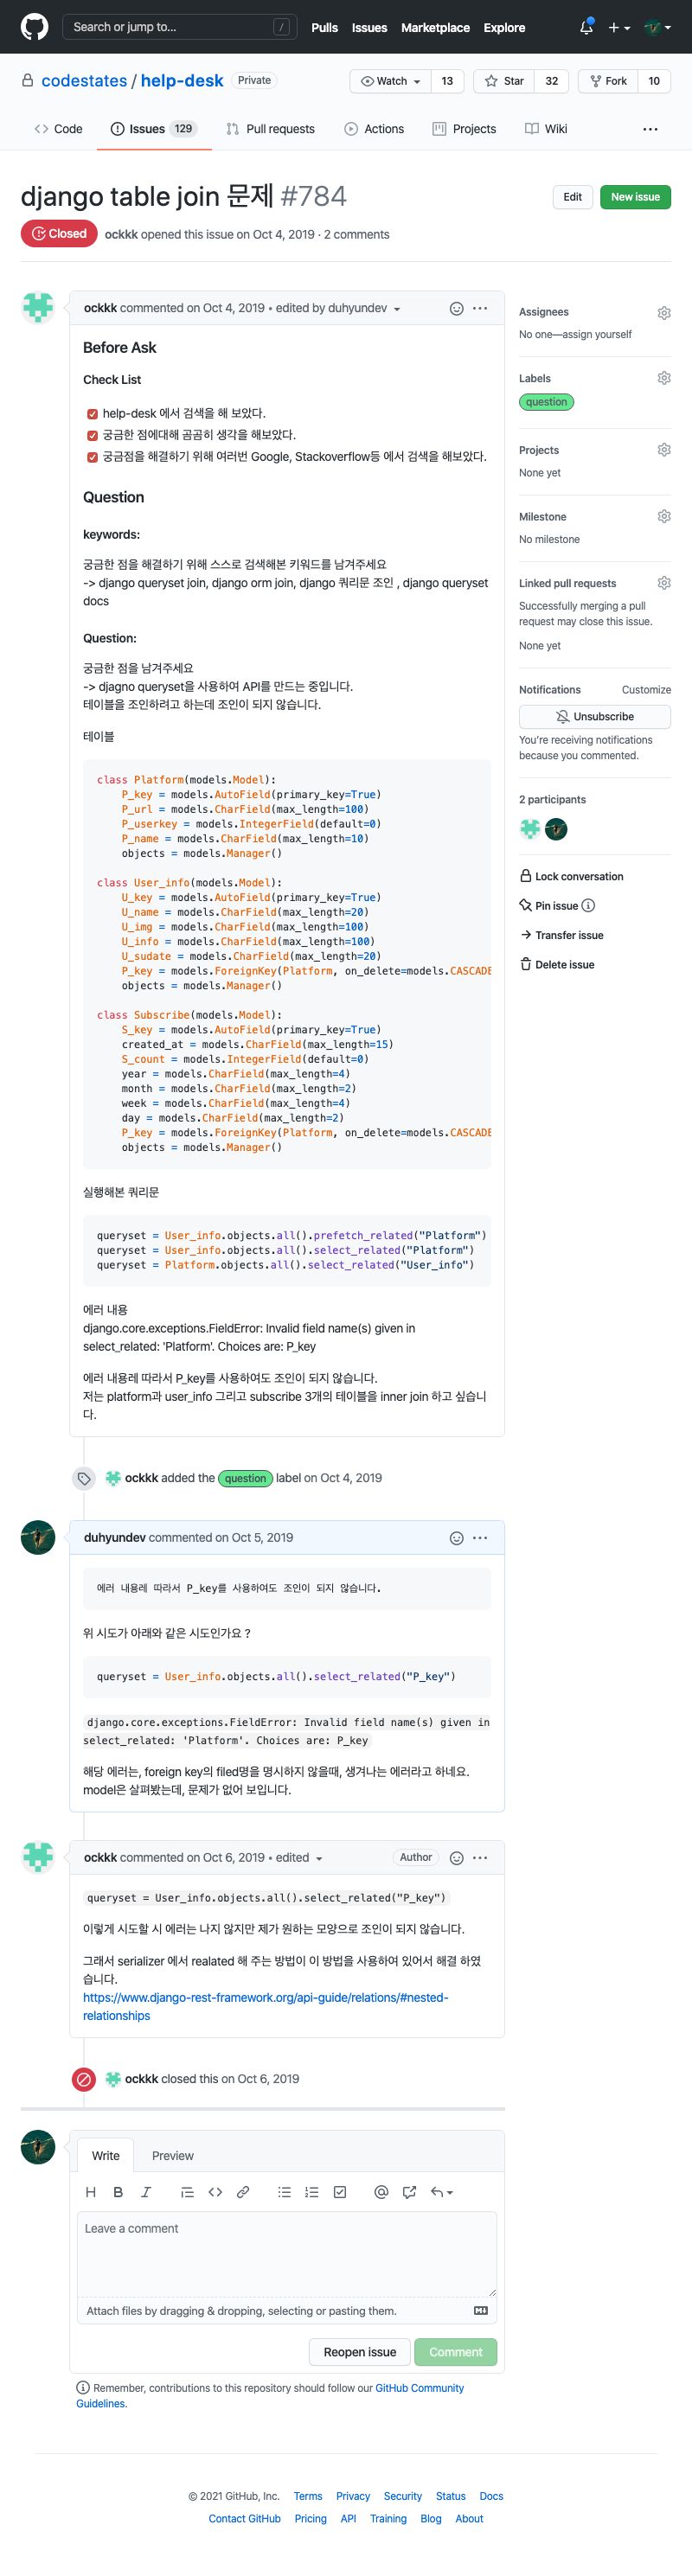 Search or jump to... /
Pulls Issues Marketplace Explore
codestates / help-desk Private
Watch 13 Star 32 Fork 10
Code Issues 129 Pull requests Actions Projects Wiki
django table join 문제 #784
Edit New issue
Closed ockkk opened this issue on Oct 4, 2019 · 2 comments
ockkk commented on Oct 4, 2019 • edited by duhyundev
Before Ask
Check List
help-desk 에서 검색을 해 보았다.
궁금한 점에대해 곰곰히 생각을 해보았다.
궁금점을 해결하기 위해 여러번 Google, Stackoverflow등 에서 검색을 해보았다.
Question
keywords:
궁금한 점을 해결하기 위해 스스로 검색해본 키워드를 남겨주세요
-> django queryset join, django orm join, django 쿼리문 조인 , django queryset
docs
Question:
궁금한 점을 남겨주세요
-> djagno queryset을 사용하여 API를 만드는 중입니다.
테이블을 조인하려고 하는데 조인이 되지 않습니다.
테이블
class Platform(models.Model):
P_key = models.AutoField(primary_key=True)
P_url = models.CharField(max_length=100)
P_userkey = models.IntegerField(default=0)
P_name = models.CharField(max_length=10)
objects = models.Manager()
class User_info(models.Model):
U_key = models.AutoField(primary_key=True)
U_name = models.CharField(max_length=20)
U_img = models.CharField(max_length=100)
U_info = models.CharField(max_length=100)
U_sudate = models.CharField(max_length=20)
P_key = models.ForeignKey(Platform, on_delete=models.CASCADE
objects = models.Manager()
class Subscribe(models.Model):
S_key = models.AutoField(primary_key=True)
created_at = models.CharField(max_length=15)
S_count = models.IntegerField(default=0)
year = models.CharField(max_length=4)
month = models.CharField(max_length=2)
week = models.CharField(max_length=4)
day = models.CharField(max_length=2)
P_key = models.ForeignKey(Platform, on_delete=models.CASCADE
objects = models.Manager()
실행해본 쿼리문
queryset = User_info.objects.all().prefetch_related("Platform")
queryset = User_info.objects.all().select_related("Platform")
queryset = Platform.objects.all().select_related("User_info")
에러 내용
django.core.exceptions.FieldError: Invalid field name(s) given in
select_related: 'Platform'. Choices are: P_key
에러 내용레 따라서 P_key를 사용하여도 조인이 되지 않습니다.
저는 platform과 user_info 그리고 subscribe 3개의 테이블을 inner join 하고 싶습니
다.
ockkk added the question label on Oct 4, 2019
duhyundev commented on Oct 5, 2019
에러 내용레 따라서 P_key를 사용하여도 조인이 되지 않습니다.
위 시도가 아래와 같은 시도인가요 ?
queryset = User_info.objects.all().select_related("P_key")
django.core.exceptions.FieldError: Invalid field name(s) given in
select_related: 'Platform'. Choices are: P_key
해당 에러는, foreign key의 filed명을 명시하지 않을때, 생겨나는 에러라고 하네요.
model은 살펴봤는데, 문제가 없어 보입니다.
ockkk commented on Oct 6, 2019 • edited Author
queryset = User_info.objects.all().select_related("P_key")
이렇게 시도할 시 에러는 나지 않지만 제가 원하는 모양으로 조인이 되지 않습니다.
그래서 serializer 에서 realated 해 주는 방법이 이 방법을 사용하여 있어서 해결 하였
습니다.
https://www.django-rest-framework.org/api-guide/relations/#nested-
relationships
ockkk closed this on Oct 6, 2019
Write Preview
H B I @
Leave a comment
Attach files by dragging & dropping, selecting or pasting them.
Reopen issue Comment
Remember, contributions to this repository should follow our GitHub Community
Guidelines.
Assignees
No one—assign yourself
Labels
question
Projects
None yet
Milestone
No milestone
Linked pull requests
Successfully merging a pull
request may close this issue.
None yet
Notifications Customize
Unsubscribe
You're receiving notifications
because you commented.
2 participants
Lock conversation
Pin issue
Transfer issue
Delete issue
© 2021 GitHub, Inc. Terms Privacy Security Status Docs
Contact GitHub Pricing API Training Blog About